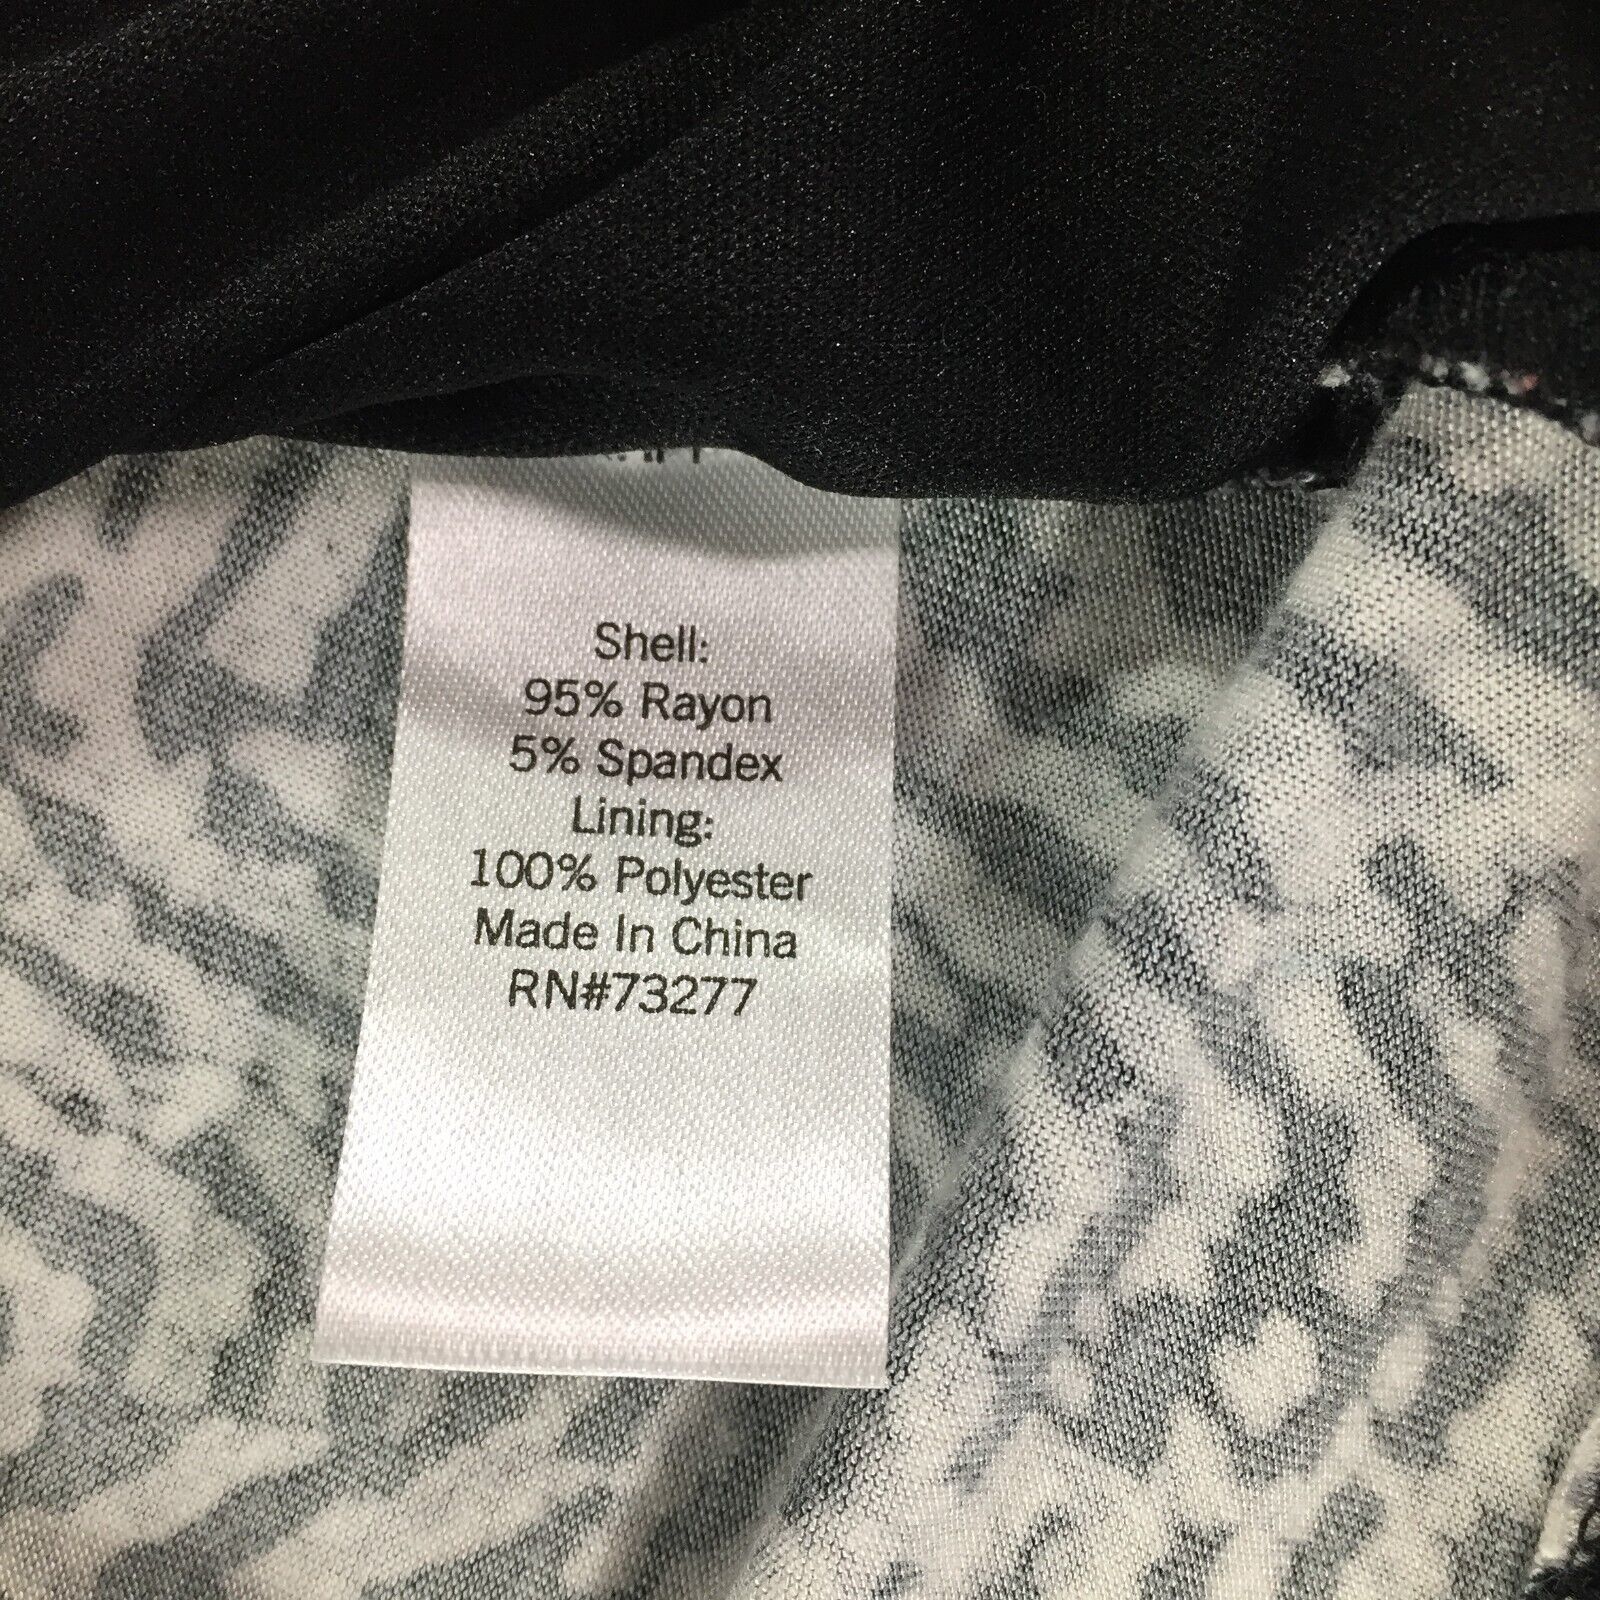 Shell:
95% Rayon
5% Spandex
Lining:
100% Polyester
Made In China
RN#73277